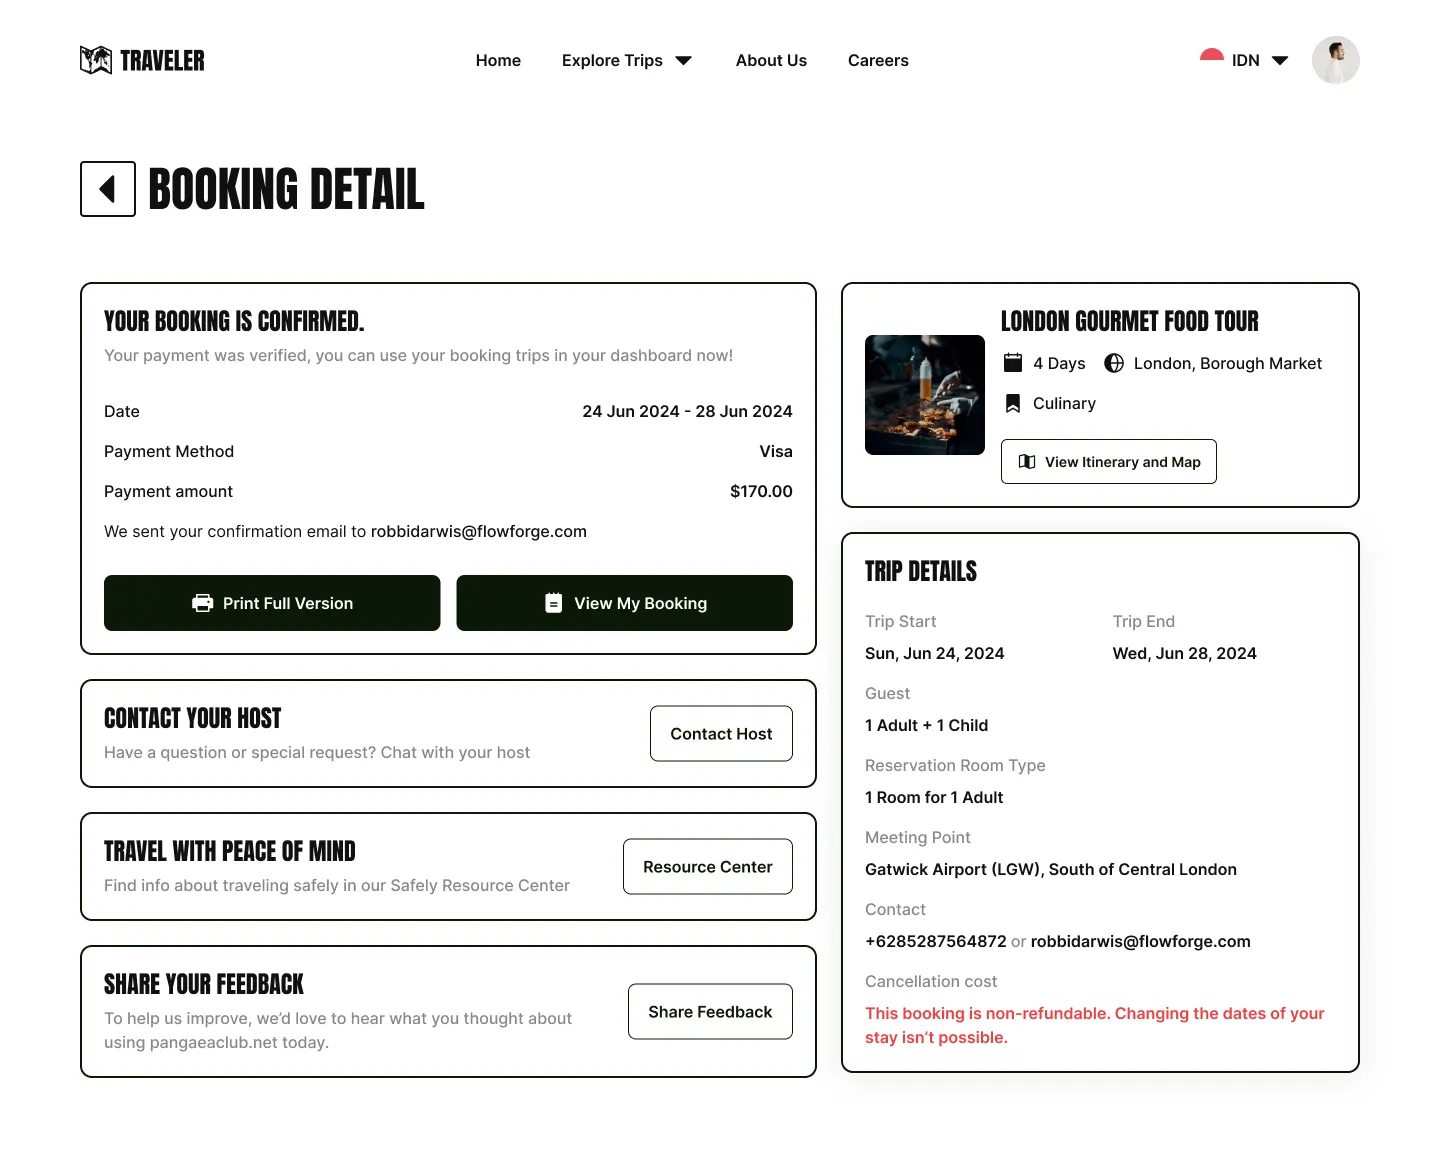 TRAVELER
Home
Explore Trips
About Us
Careers
IDN
BOOKING DETAIL
YOUR BOOKING IS CONFIRMED.
Your payment was verified, you can use your booking trips in your dashboard now!
Date
24 Jun 2024 - 28 Jun 2024
Payment Method
Visa
Payment amount
$170.00
We sent your confirmation email to robbidarwis@flowforge.com
Print Full Version
View My Booking
CONTACT YOUR HOST
Have a question or special request? Chat with your host
Contact Host
TRAVEL WITH PEACE OF MIND
Find info about traveling safely in our Safely Resource Center
Resource Center
SHARE YOUR FEEDBACK
To help us improve, we’d love to hear what you thought about
using pangaeaclub.net today.
Share Feedback
LONDON GOURMET FOOD TOUR
4 Days
London, Borough Market
Culinary
View Itinerary and Map
TRIP DETAILS
Trip Start
Sun, Jun 24, 2024
Trip End
Wed, Jun 28, 2024
Guest
1 Adult + 1 Child
Reservation Room Type
1 Room for 1 Adult
Meeting Point
Gatwick Airport (LGW), South of Central London
Contact
+6285287564872 or robbidarwis@flowforge.com
Cancellation cost
This booking is non-refundable. Changing the dates of your
stay isn’t possible.